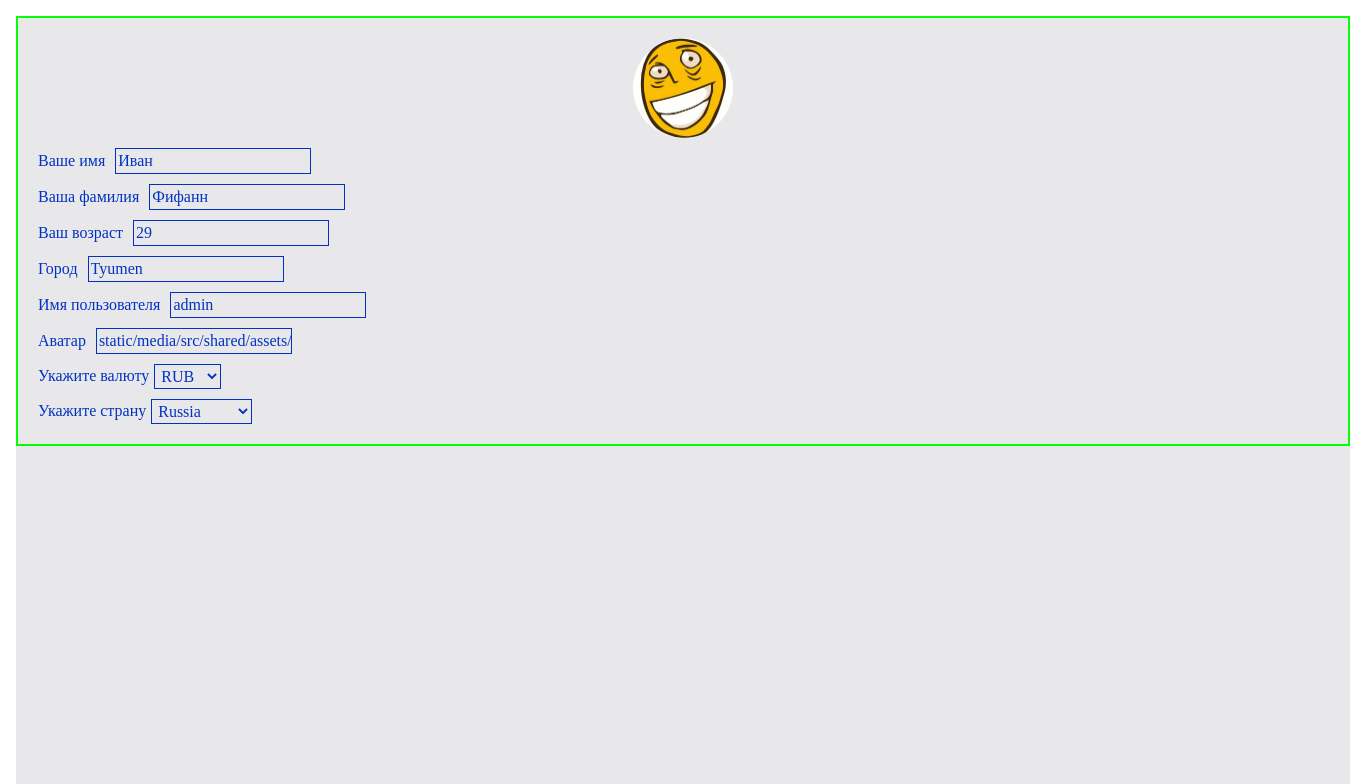 Ваше имя Иван
Ваша фамилия Фифанн
Ваш возраст 29
Город Tyumen
Имя пользователя admin
Аватар static/media/src/shared/assets/
Укажите валюту RUB
Укажите страну Russia